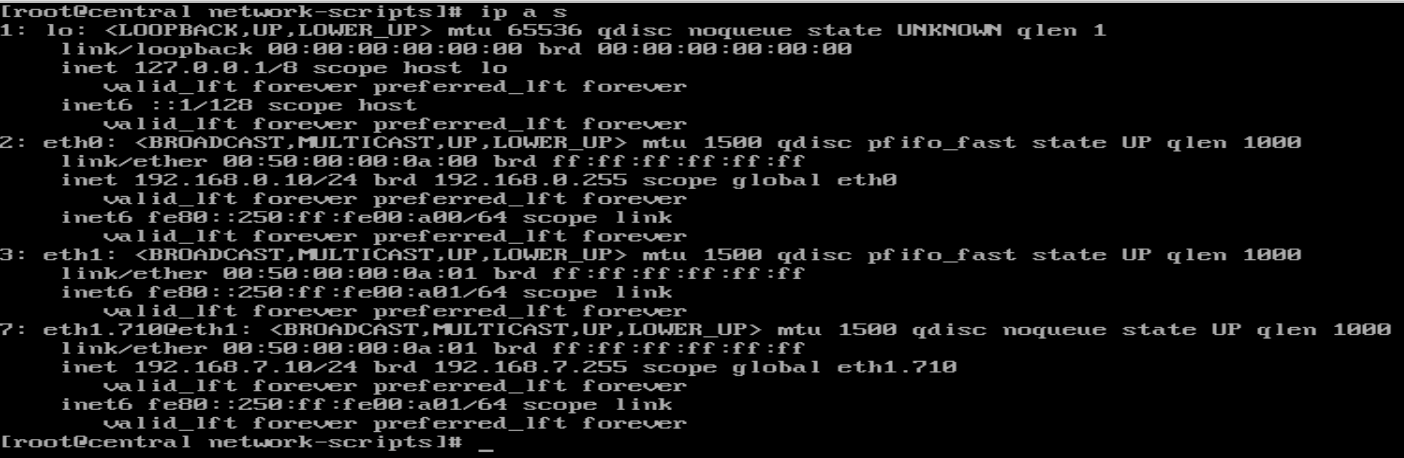 [root@central network-scripts]# ip a s
1: lo: <LOOPBACK,UP,LOWER_UP> mtu 65536 qdisc noqueue state UNKNOWN qlen 1
    link/loopback 00:00:00:00:00:00 brd 00:00:00:00:00:00
    inet 127.0.0.1/8 scope host lo
       valid_lft forever preferred_lft forever
    inet6 ::1/128 scope host
       valid_lft forever preferred_lft forever
2: eth0: <BROADCAST,MULTICAST,UP,LOWER_UP> mtu 1500 qdisc pfifo_fast state UP qlen 1000
    link/ether 00:50:00:00:0a:00 brd ff:ff:ff:ff:ff:ff
    inet 192.168.0.10/24 brd 192.168.0.255 scope global eth0
       valid_lft forever preferred_lft forever
    inet6 fe80::250:ff:fe00:a00/64 scope link
       valid_lft forever preferred_lft forever
3: eth1: <BROADCAST,MULTICAST,UP,LOWER_UP> mtu 1500 qdisc pfifo_fast state UP qlen 1000
    link/ether 00:50:00:00:0a:01 brd ff:ff:ff:ff:ff:ff
    inet6 fe80::250:ff:fe00:a01/64 scope link
       valid_lft forever preferred_lft forever
7: eth1.710@eth1: <BROADCAST,MULTICAST,UP,LOWER_UP> mtu 1500 qdisc noqueue state UP qlen 1000
    link/ether 00:50:00:00:0a:01 brd ff:ff:ff:ff:ff:ff
    inet 192.168.7.10/24 brd 192.168.7.255 scope global eth1.710
       valid_lft forever preferred_lft forever
    inet6 fe80::250:ff:fe00:a01/64 scope link
       valid_lft forever preferred_lft forever
[root@central network-scripts]# _